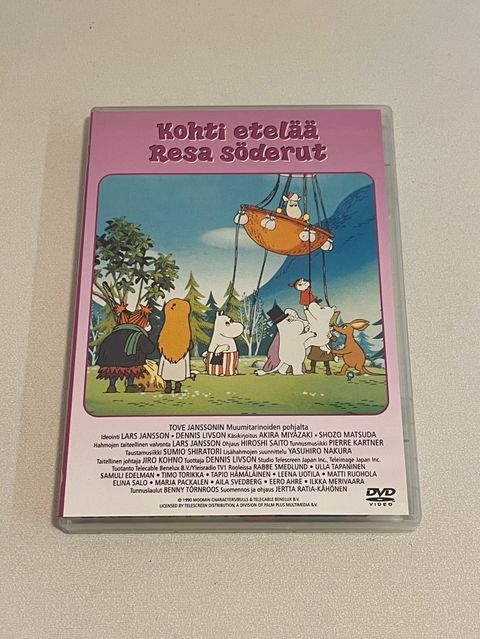 Kohti etelää
Resa söderut
TOVE JANSSONIN Muumitarinoiden pohjalta
Ideointi LARS JANSSON • DENNIS LIVSON Käsikirjoitus AKIRA MIYAZAKI • SHOZO MATSUDA
Hahmojen taiteellinen valvonta LARS JANSSON Ohjaus HIROSHI SAITO Tunnusmusiikki PIERRE KARTNER
Taustamusiikki SUMIO SHIRATORI Lisähahmojen suunnittelu YASUHIRO NAKURA
Taiteellinen johtaja JIRO KOHNO Tuottaja DENNIS LIVSON Studio Telescreen Japan Inc., Teleimage Japan Inc.
Tuotanto Telecable Benelux B.V./Yleisradio TV1 Rooleissa RABBE SMEDLUND • ULLA TAPANINEN
SAMULI EDELMAN • TIMO TORIKKA • TAPIO HÄMÄLÄINEN • LEENA UOTILA • MATTI RUOHOLA
ELINA SALO • MARJA PACKALEN • AILA SVEDBERG • EERO AHRE • ILKKA MERIVAARA
Tunnuslaulut BENNY TÖRNROOS Suomennos ja ohjaus JERTTA RATIA-KÄHÖNEN
© 1990 MOOMIN CHARACTERS/BULLS & TELECABLE BENELUX B.V.
LICENSED BY TELESCREEN DISTRIBUTION, A DIVISION OF PALM PLUS MULTIMEDIA B.V.
DVD
VIDEO